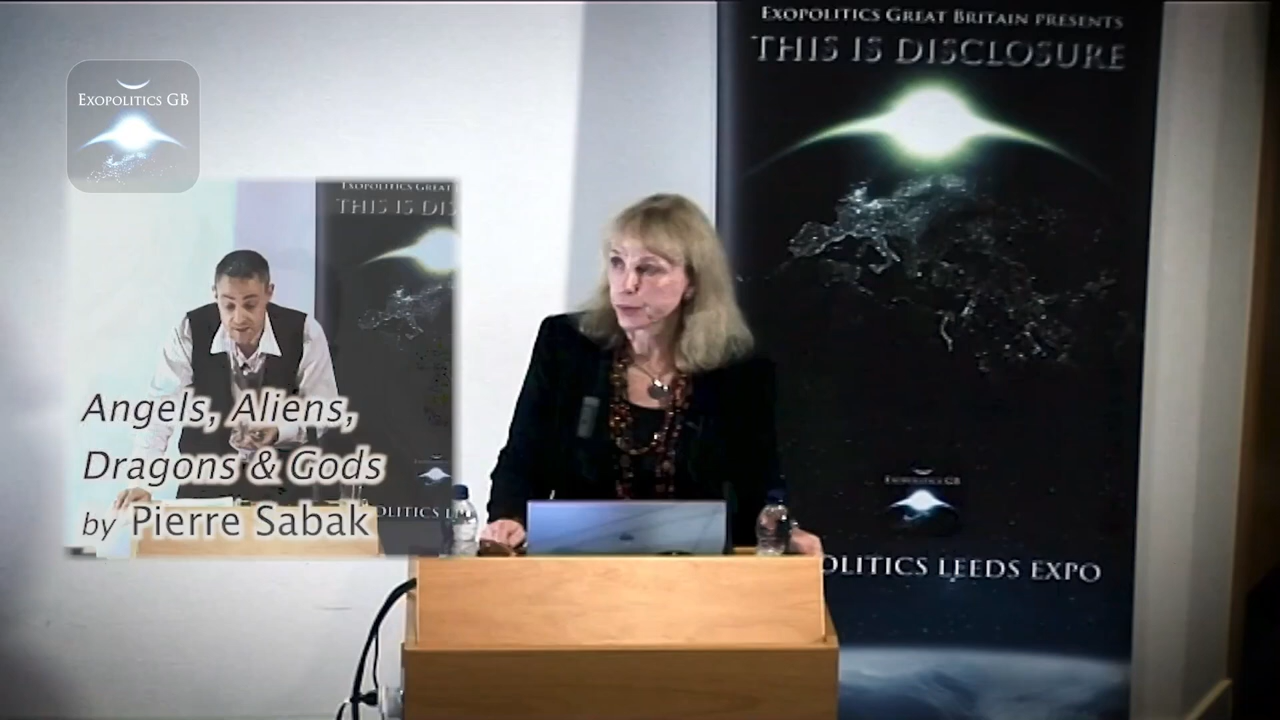 EXOPOLITICS GREAT BRITAIN PRESENTS
THIS IS DISCLOSURE
EXOPOLITICS GB
EXOPOLITICS GREAT
THIS IS DIS
Angels, Aliens,
Dragons & Gods
by Pierre Sabak
OLITICS L
EXOPOLITICS GB
OLITICS LEEDS EXPO